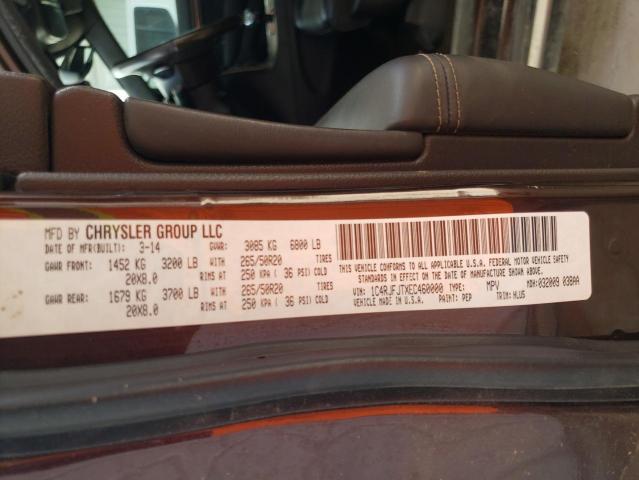 MFD BY CHRYSLER GROUP LLC
DATE OF MFR(BUILT): 3-14 GVWR: 3085 KG 6800 LB
GAWR FRONT: 1452 KG 3200 LB WITH 265/50R20 TIRES
20X8.0 RIMS AT 250 KPA ( 36 PSI) COLD
GAWR REAR: 1679 KG 3700 LB WITH 265/50R20 TIRES
20X8.0 RIMS AT 250 KPA ( 36 PSI) COLD
THIS VEHICLE CONFORMS TO ALL APPLICABLE U.S.A. FEDERAL MOTOR VEHICLE SAFETY
STANDARDS IN EFFECT ON THE DATE OF MANUFACTURE SHOWN ABOVE.
VIN: 1C4RJFJTXEC460000 TYPE: MPV MDH:032009 038AA
VEHICLE MADE IN U.S.A. PAINT: PEP TRIM: HLU5